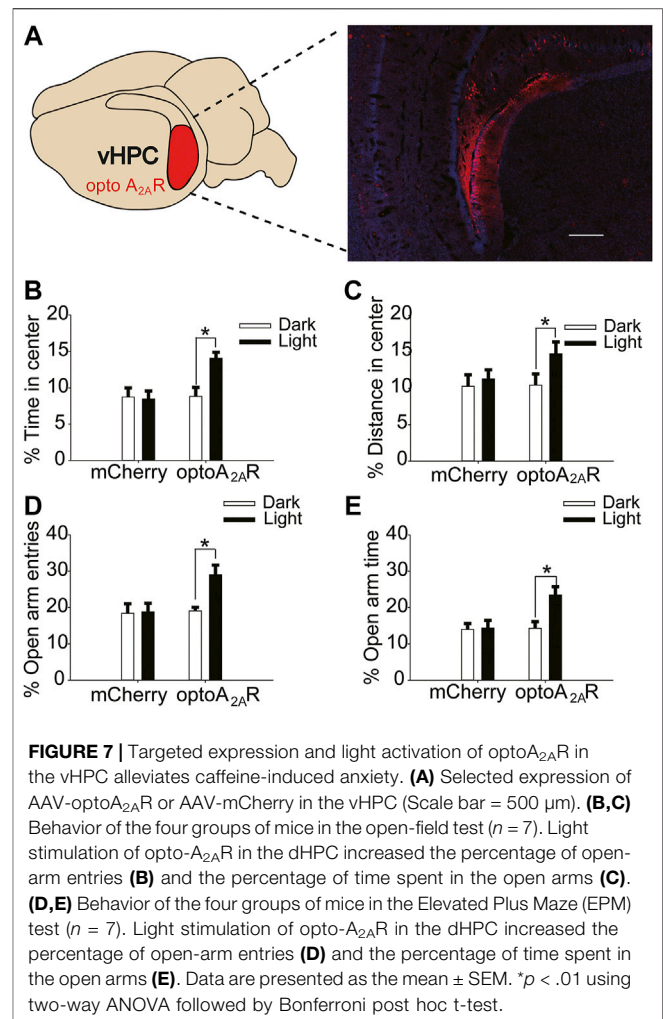 A
vHPC
opto A₂ₐR
B
% Time in center
20
15
10
5
0
Dark
Light
*
mCherry
optoA₂ₐR
C
% Distance in center
20
15
10
5
0
Dark
Light
*
mCherry
optoA₂ₐR
D
% Open arm entries
40
30
20
10
0
Dark
Light
*
mCherry
optoA₂ₐR
E
% Open arm time
40
30
20
10
0
Dark
Light
*
mCherry
optoA₂ₐR
FIGURE 7 | Targeted expression and light activation of optoA₂ₐR in
the vHPC alleviates caffeine-induced anxiety. (A) Selected expression of
AAV-optoA₂ₐR or AAV-mCherry in the vHPC (Scale bar = 500 µm). (B,C)
Behavior of the four groups of mice in the open-field test (n = 7). Light
stimulation of opto-A₂ₐR in the dHPC increased the percentage of open-
arm entries (B) and the percentage of time spent in the open arms (C).
(D,E) Behavior of the four groups of mice in the Elevated Plus Maze (EPM)
test (n = 7). Light stimulation of opto-A₂ₐR in the dHPC increased the
percentage of open-arm entries (D) and the percentage of time spent in
the open arms (E). Data are presented as the mean ± SEM. *p < .01 using
two-way ANOVA followed by Bonferroni post hoc t-test.